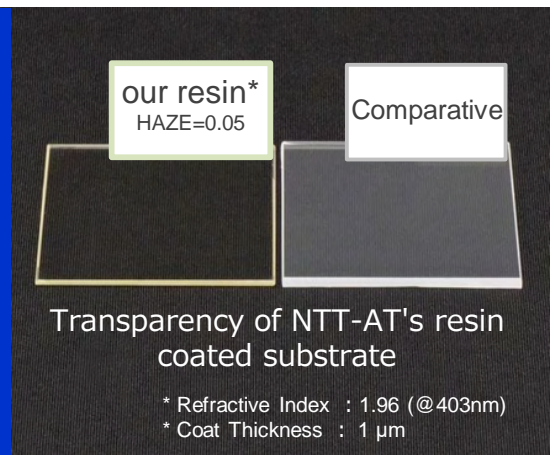 our resin*
HAZE=0.05
Comparative
Transparency of NTT-AT's resin
coated substrate
* Refractive Index : 1.96 (@403nm)
* Coat Thickness : 1 μm